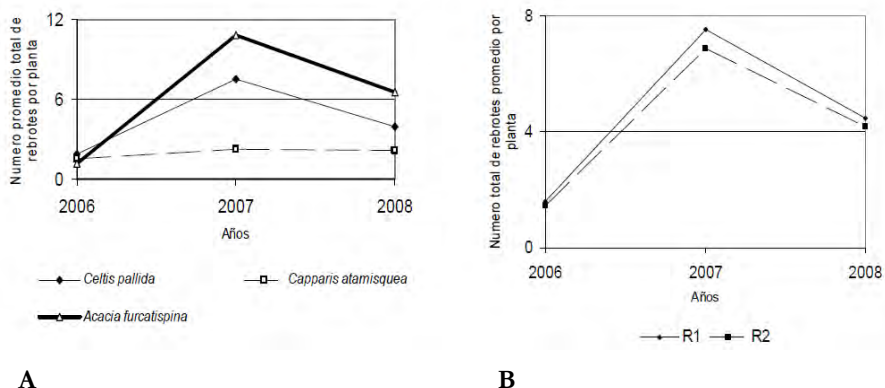 Numero promedio total de
rebrotes por planta
12
6
0
2006
2007
2008
Años
Celtis pallida
Capparis atamisquea
Acacia furcatispina
A
Numero total de rebrotes promedio por
planta
8
4
0
2006
2007
2008
Años
R1
R2
B